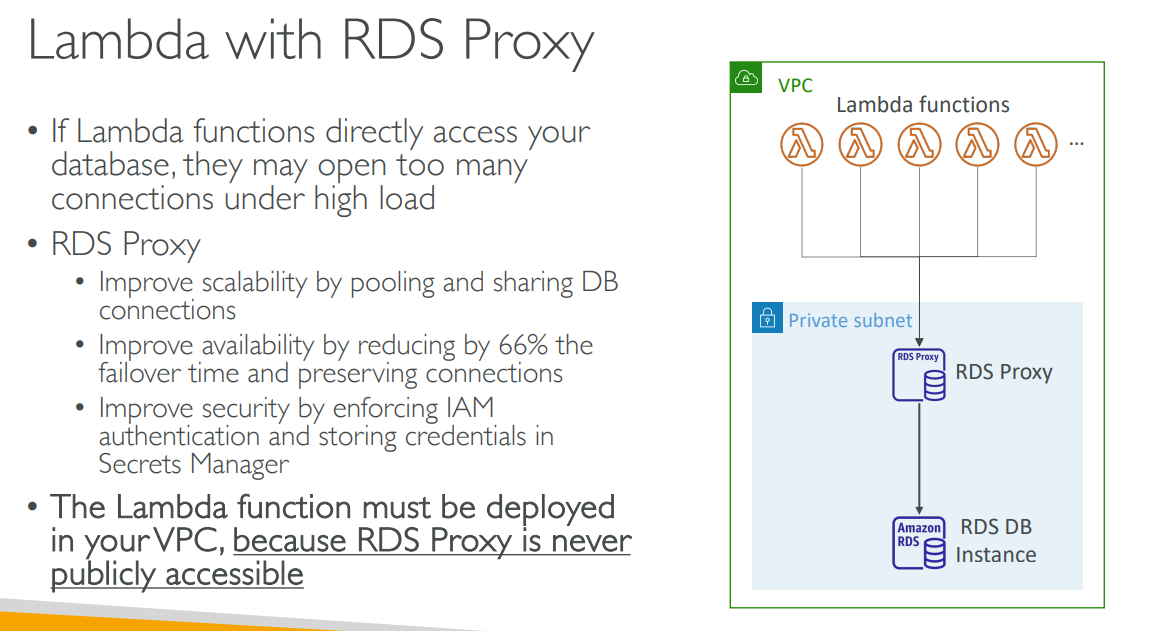 Lambda with RDS Proxy
• If Lambda functions directly access your
database, they may open too many
connections under high load
• RDS Proxy
• Improve scalability by pooling and sharing DB
connections
• Improve availability by reducing by 66% the
failover time and preserving connections
• Improve security by enforcing IAM
authentication and storing credentials in
Secrets Manager
• The Lambda function must be deployed
in your VPC, because RDS Proxy is never
publicly accessible
VPC
Lambda functions
...
Private subnet
RDS Proxy
RDS Proxy
Amazon
RDS
RDS DB
Instance